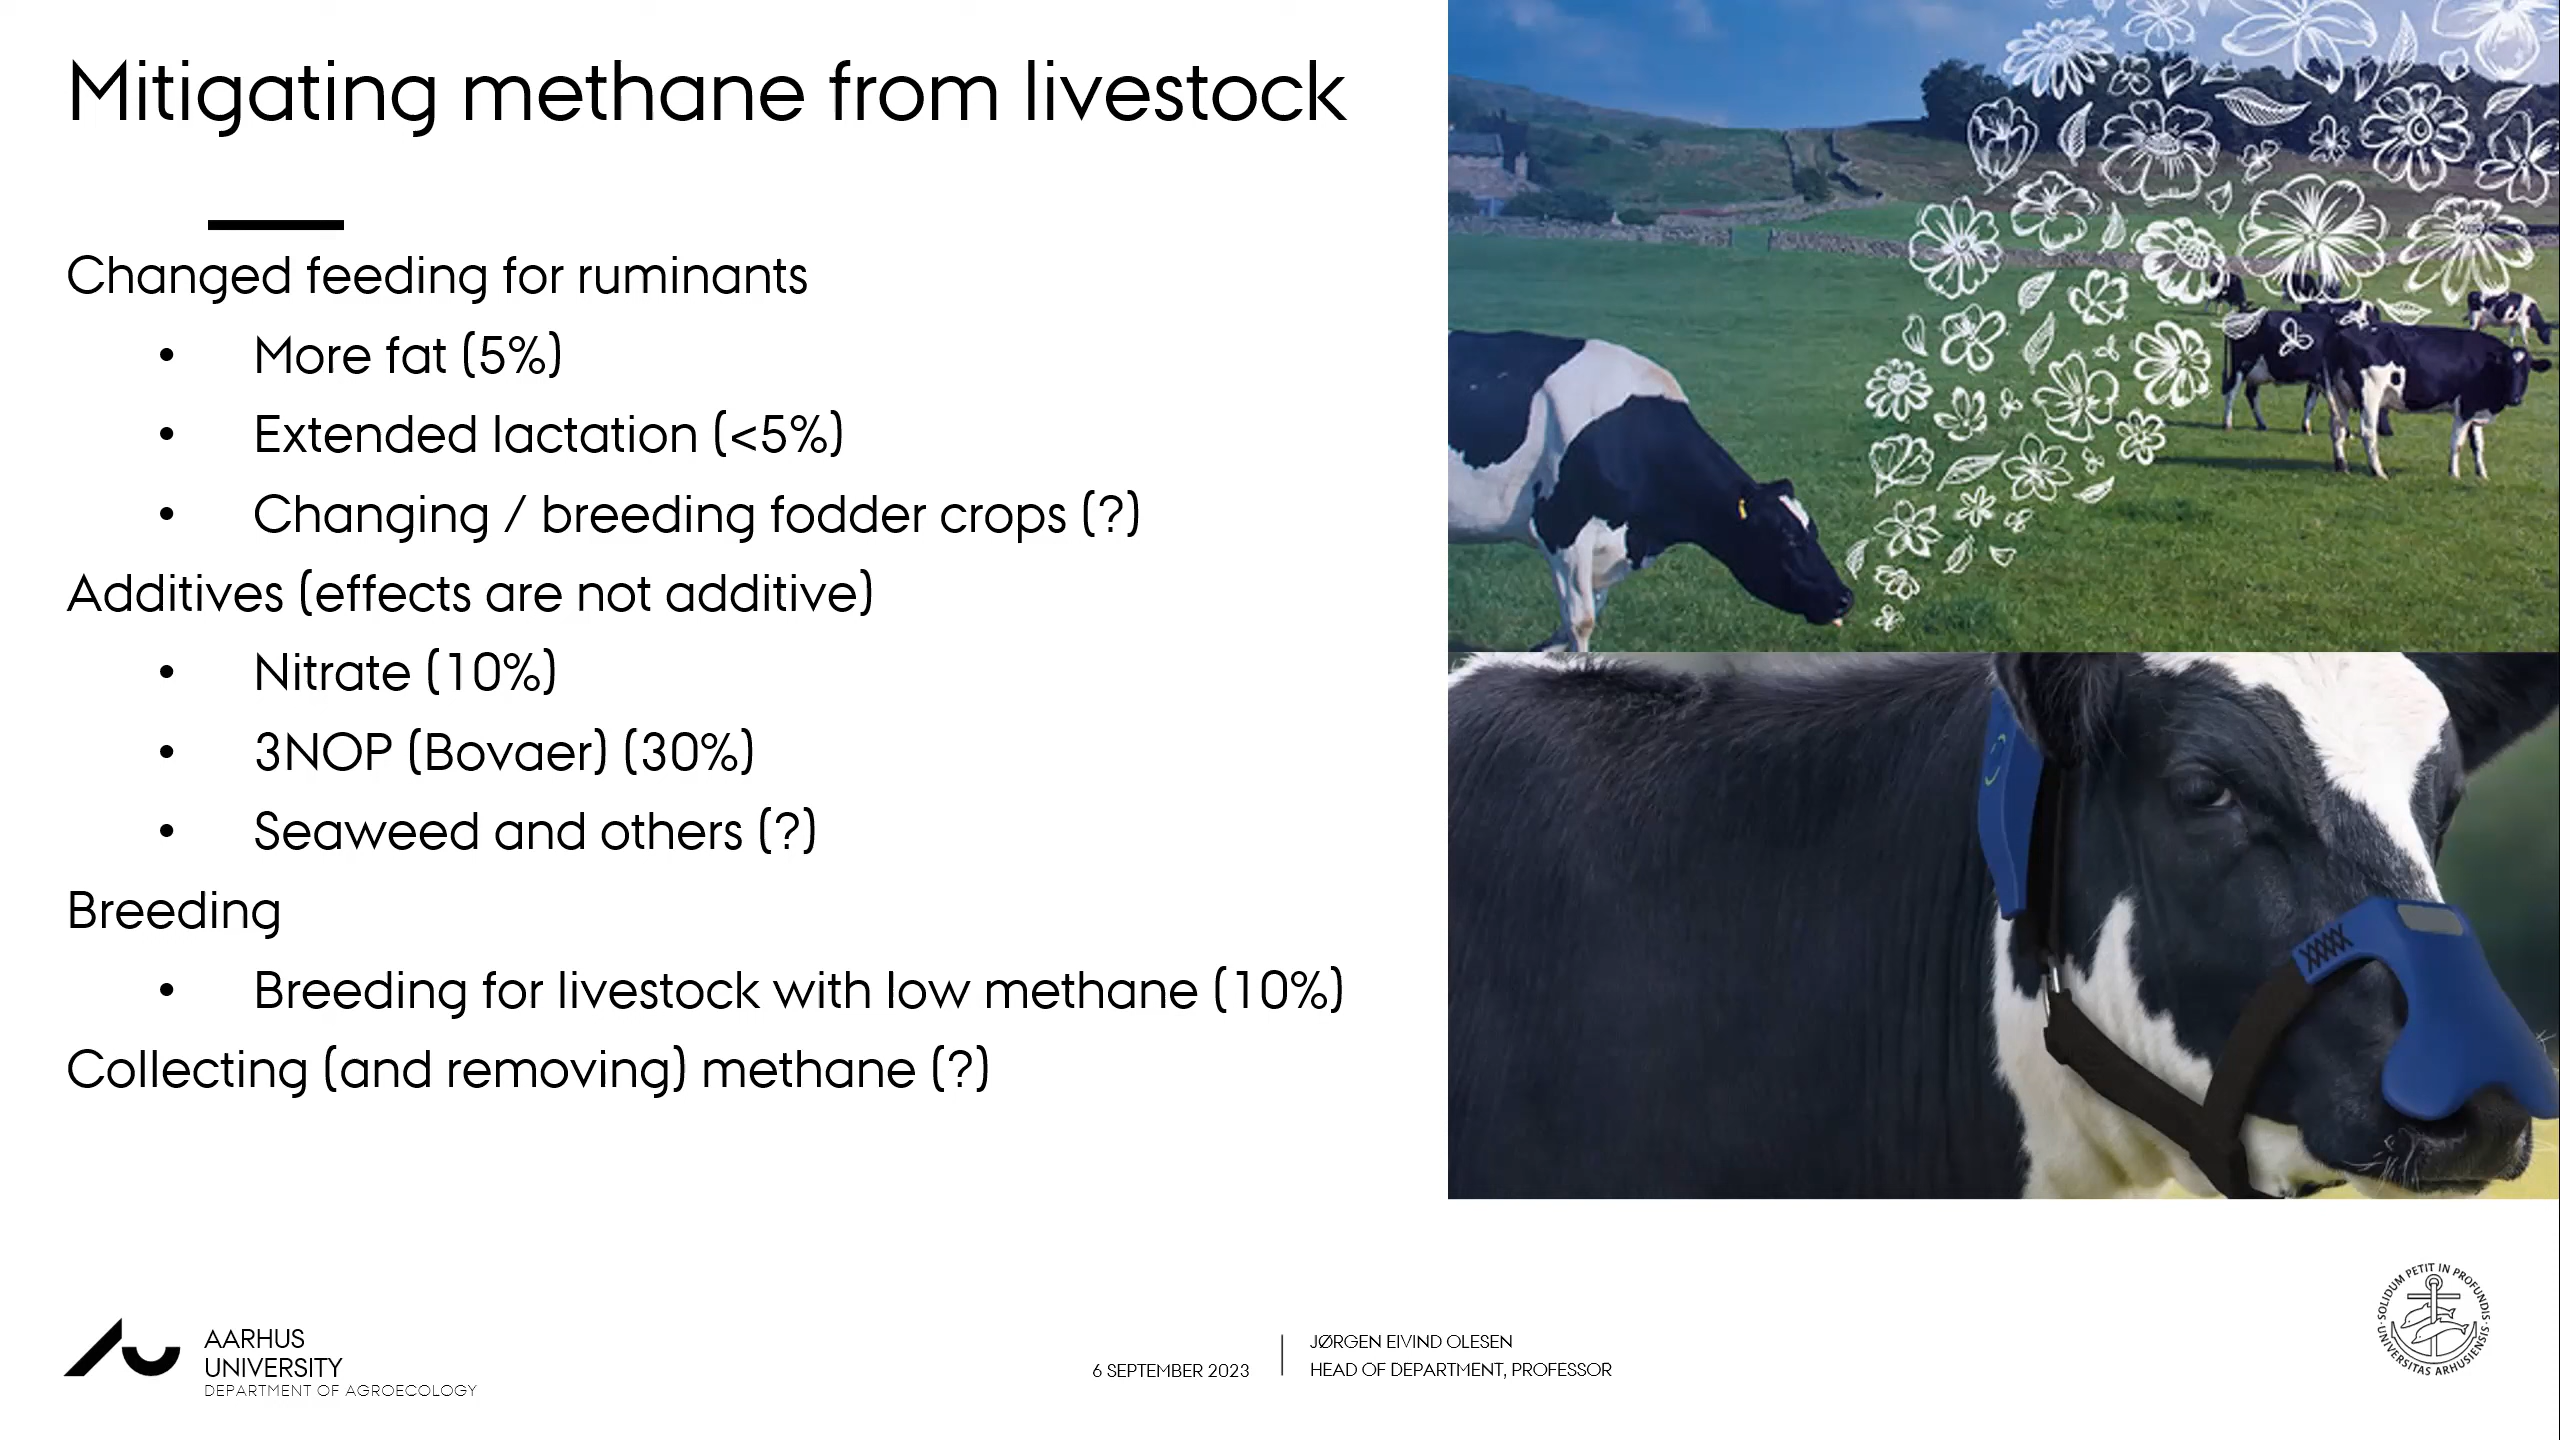 Mitigating methane from livestock
Changed feeding for ruminants
• More fat (5%)
• Extended lactation (<5%)
• Changing / breeding fodder crops (?)
Additives (effects are not additive)
• Nitrate (10%)
• 3NOP (Bovaer) (30%)
• Seaweed and others (?)
Breeding
• Breeding for livestock with low methane (10%)
Collecting (and removing) methane (?)
AARHUS
UNIVERSITY
DEPARTMENT OF AGROECOLOGY
6 SEPTEMBER 2023
JØRGEN EIVIND OLESEN
HEAD OF DEPARTMENT, PROFESSOR
SOLIDUM PETIT IN PROFUNDIS
UNIVERSITAS ARHUSIENSIS